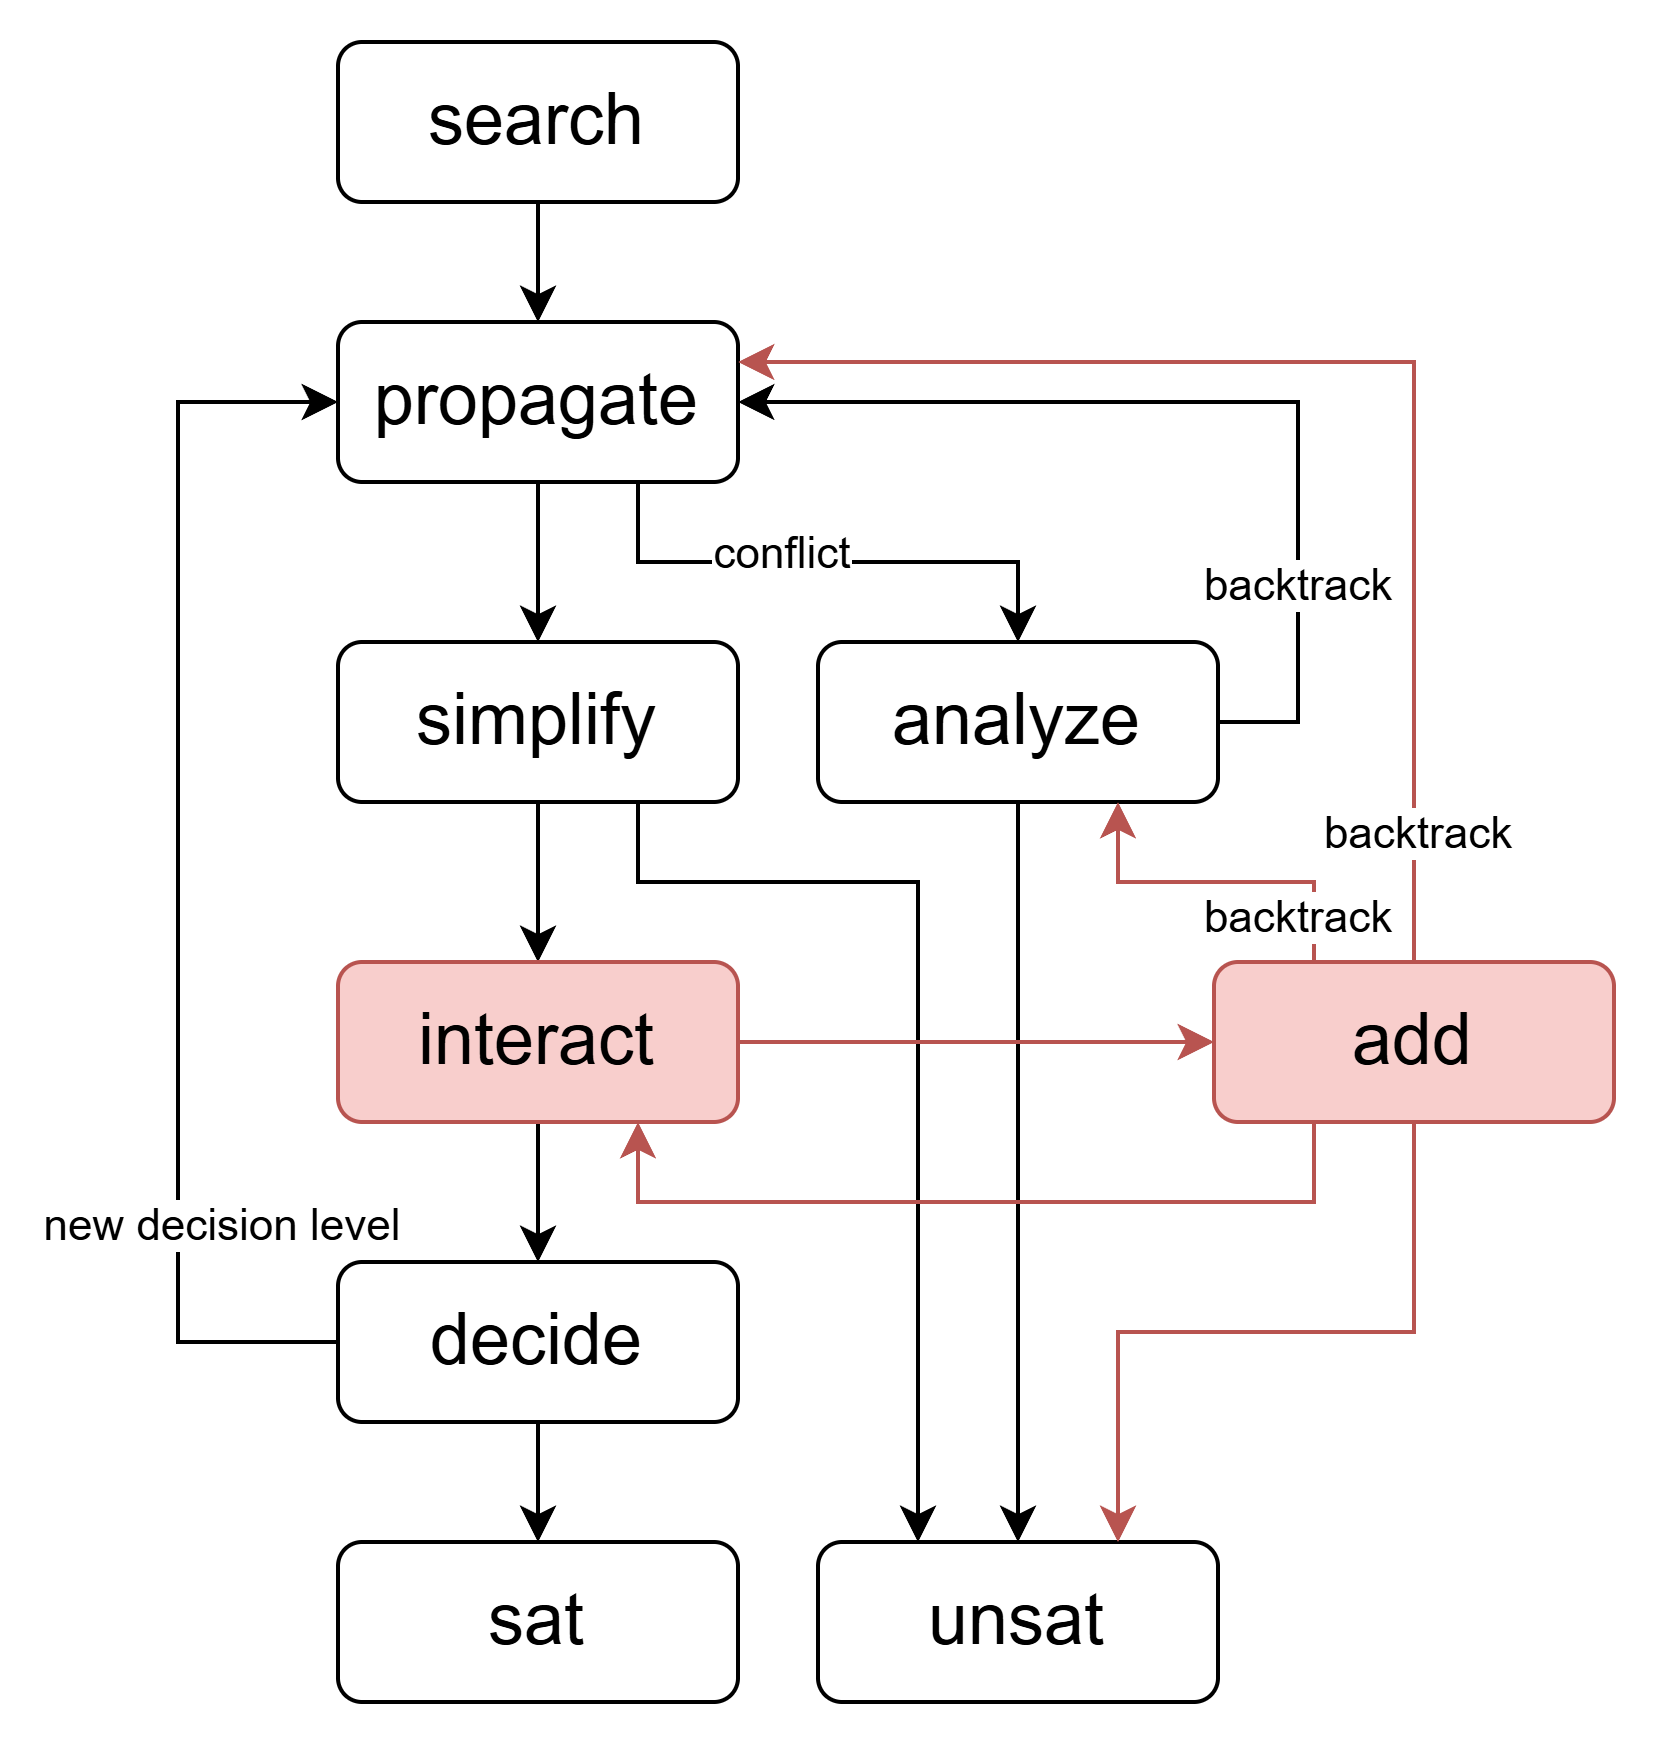 search
propagate
conflict
backtrack
simplify
analyze
backtrack
backtrack
interact
add
new decision level
decide
sat
unsat